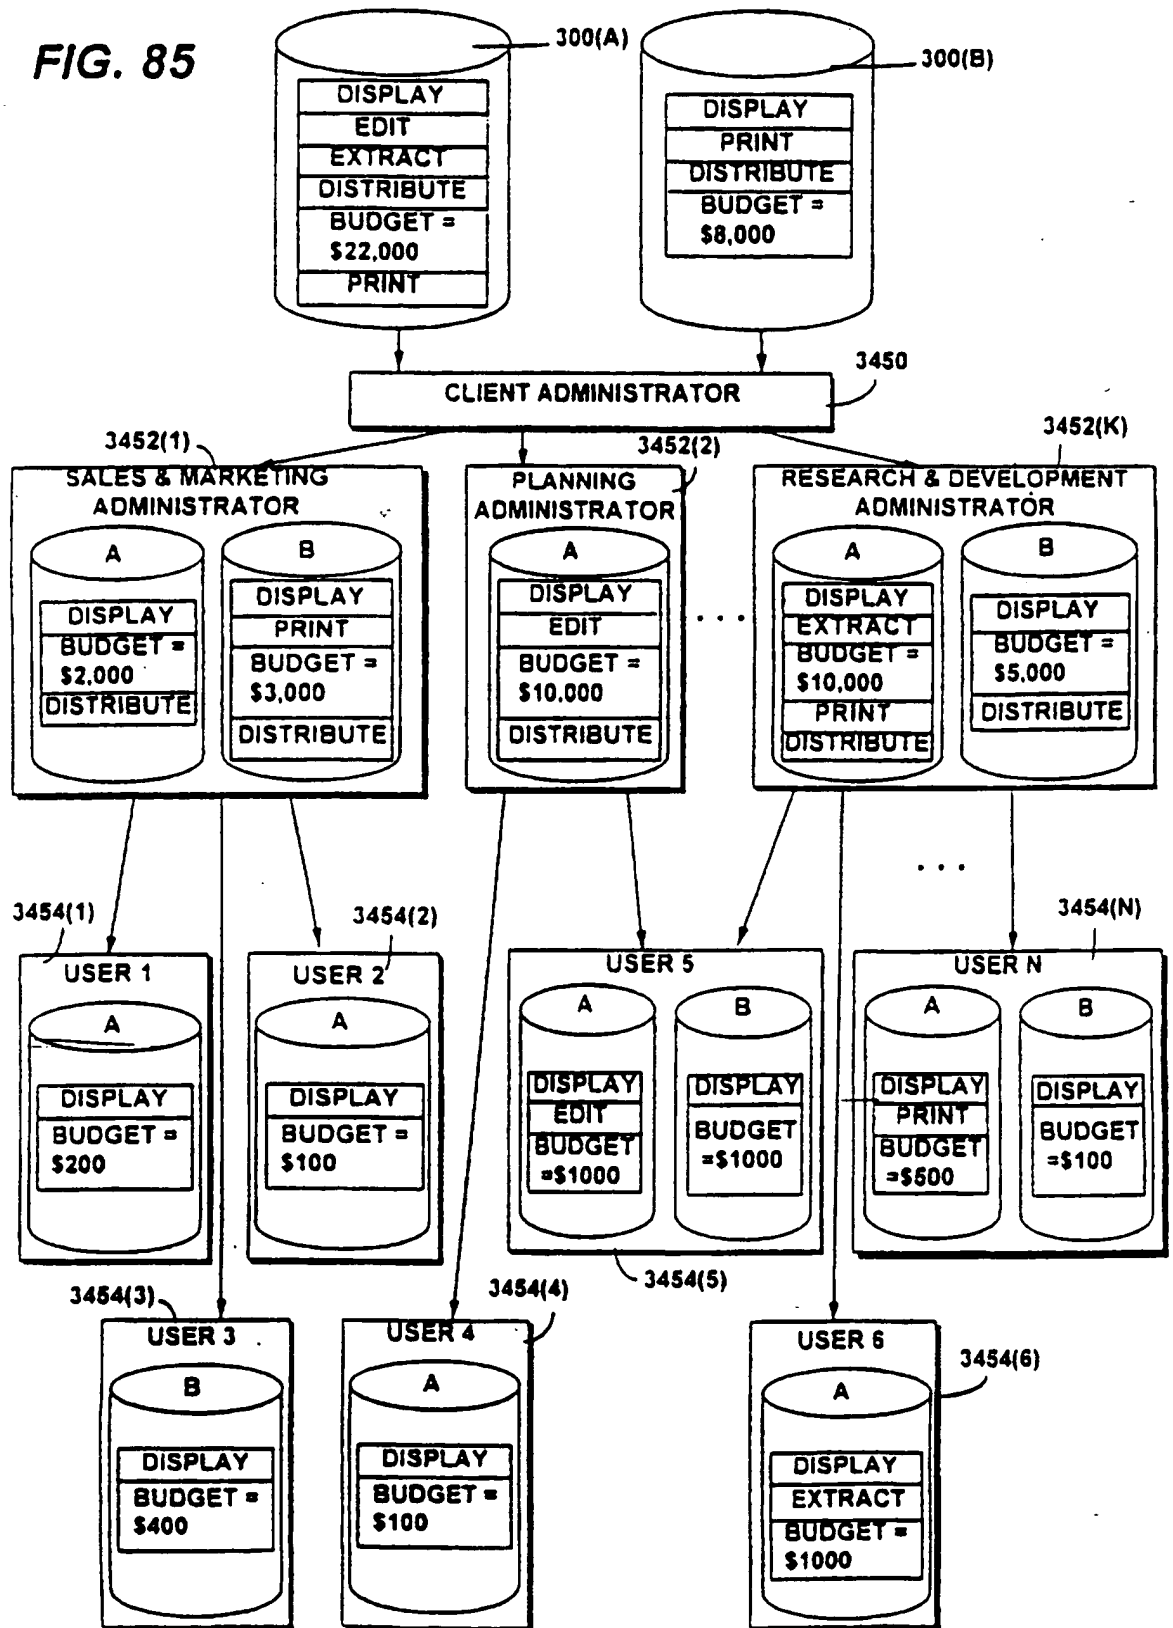 FIG. 85
300(A)
300(B)
DISPLAY
EDIT
EXTRACT
DISTRIBUTE
BUDGET =
$22,000
PRINT
DISPLAY
PRINT
DISTRIBUTE
BUDGET =
$8,000
CLIENT ADMINISTRATOR
3450
3452(1)
SALES & MARKETING
ADMINISTRATOR
A
DISPLAY
BUDGET =
$2,000
DISTRIBUTE
B
DISPLAY
PRINT
BUDGET =
$3,000
DISTRIBUTE
3452(2)
PLANNING
ADMINISTRATOR
A
DISPLAY
EDIT
BUDGET =
$10,000
DISTRIBUTE
. . .
3452(K)
RESEARCH & DEVELOPMENT
ADMINISTRATOR
A
DISPLAY
EXTRACT
BUDGET =
$10,000
PRINT
DISTRIBUTE
B
DISPLAY
BUDGET =
$5,000
DISTRIBUTE
. . .
3454(1)
USER 1
A
DISPLAY
BUDGET =
$200
3454(2)
USER 2
A
DISPLAY
BUDGET =
$100
USER 5
A
DISPLAY
EDIT
BUDGET
=$1000
B
DISPLAY
BUDGET
=$1000
3454(5)
3454(N)
USER N
A
DISPLAY
PRINT
BUDGET
=$500
B
DISPLAY
BUDGET
=$100
3454(3)
USER 3
B
DISPLAY
BUDGET =
$400
3454(4)
USER 4
A
DISPLAY
BUDGET =
$100
USER 6
3454(6)
A
DISPLAY
EXTRACT
BUDGET =
$1000